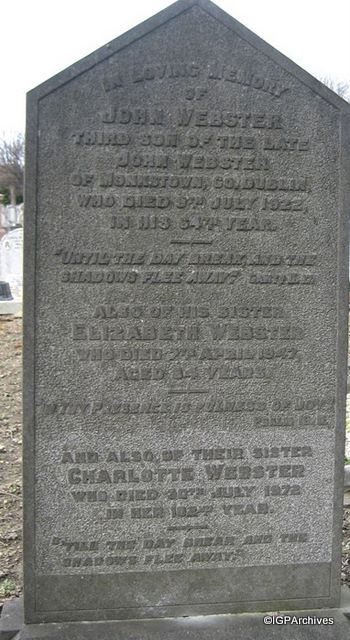 IN LOVING MEMORY
OF
JOHN WEBSTER
THIRD SON OF THE LATE
JOHN WEBSTER
OF MONKSTOWN, CO. DUBLIN,
WHO DIED 8TH JULY 1922,
IN HIS 64TH YEAR.
"UNTIL THE DAY BREAK, AND THE
SHADOWS FLEE AWAY."
ALSO OF HIS SISTER
ELIZABETH WEBSTER
WHO DIED 7TH APRIL 1947,
AGED 84 YEARS.
"IN THY PRESENCE IS FULNESS OF JOY."
PSALM
AND ALSO OF THEIR SISTER
CHARLOTTE WEBSTER
WHO DIED 30TH JULY 1972
IN HER 102ND YEAR.
"TILL THE DAY BREAK AND THE
SHADOWS FLEE AWAY."
©IGPArchives